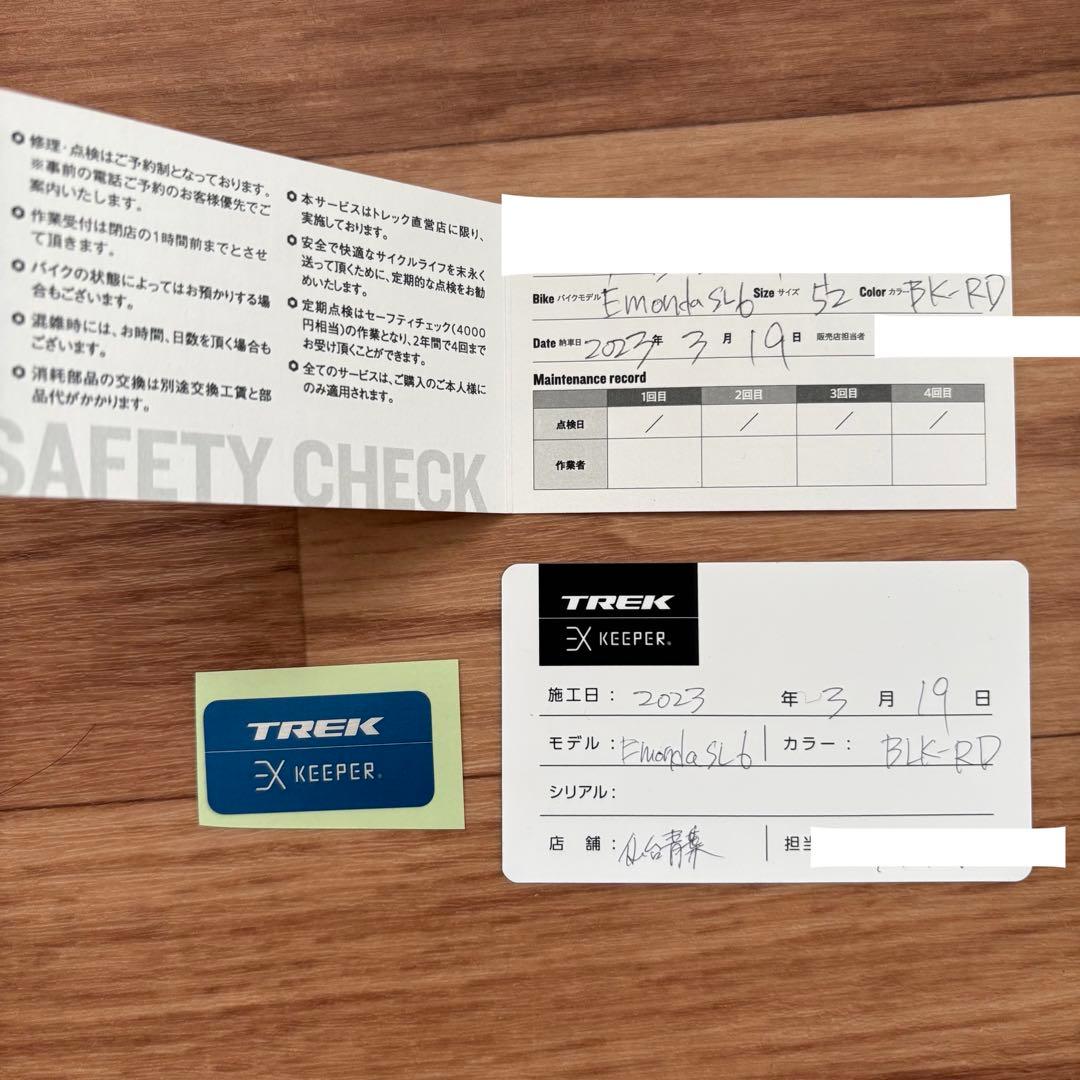 修理・点検はご予約制となっております。
※事前の電話ご予約のお客様優先でご
案内いたします。
作業受付は閉店の1時間前までとさせ
て頂きます。
バイクの状態によってはお預かりする場
合もございます。
混雑時には、お時間、日数を頂く場合も
ございます。
消耗部品の交換は別途交換工賃と部
品代がかかります。
本サービスはトレック直営店に限り、
実施しております。
安全で快適なサイクルライフを末永く
送って頂くために、定期的な点検をお勧
めいたします。
定期点検はセーフティチェック(4000
円相当)の作業となり、2年間で4回まで
お受け頂くことができます。
全てのサービスは、ご購入のご本人様に
のみ適用されます。
SAFETY CHECK
Bike バイクモデル Emonda SL6 Size サイズ 52 Color カラー BK-RD
Date 納車日 2023年 3月 19日 販売店担当者
Maintenance record
1回目 2回目 3回目 4回目
点検日 / / / /
作業者
TREK
EX KEEPER®
施工日: 2023 年 3 月 19 日
モデル: Emonda SL6 カラー: BLK-RD
シリアル:
店舗: 仙台青葉 担当
TREK
EX KEEPER®